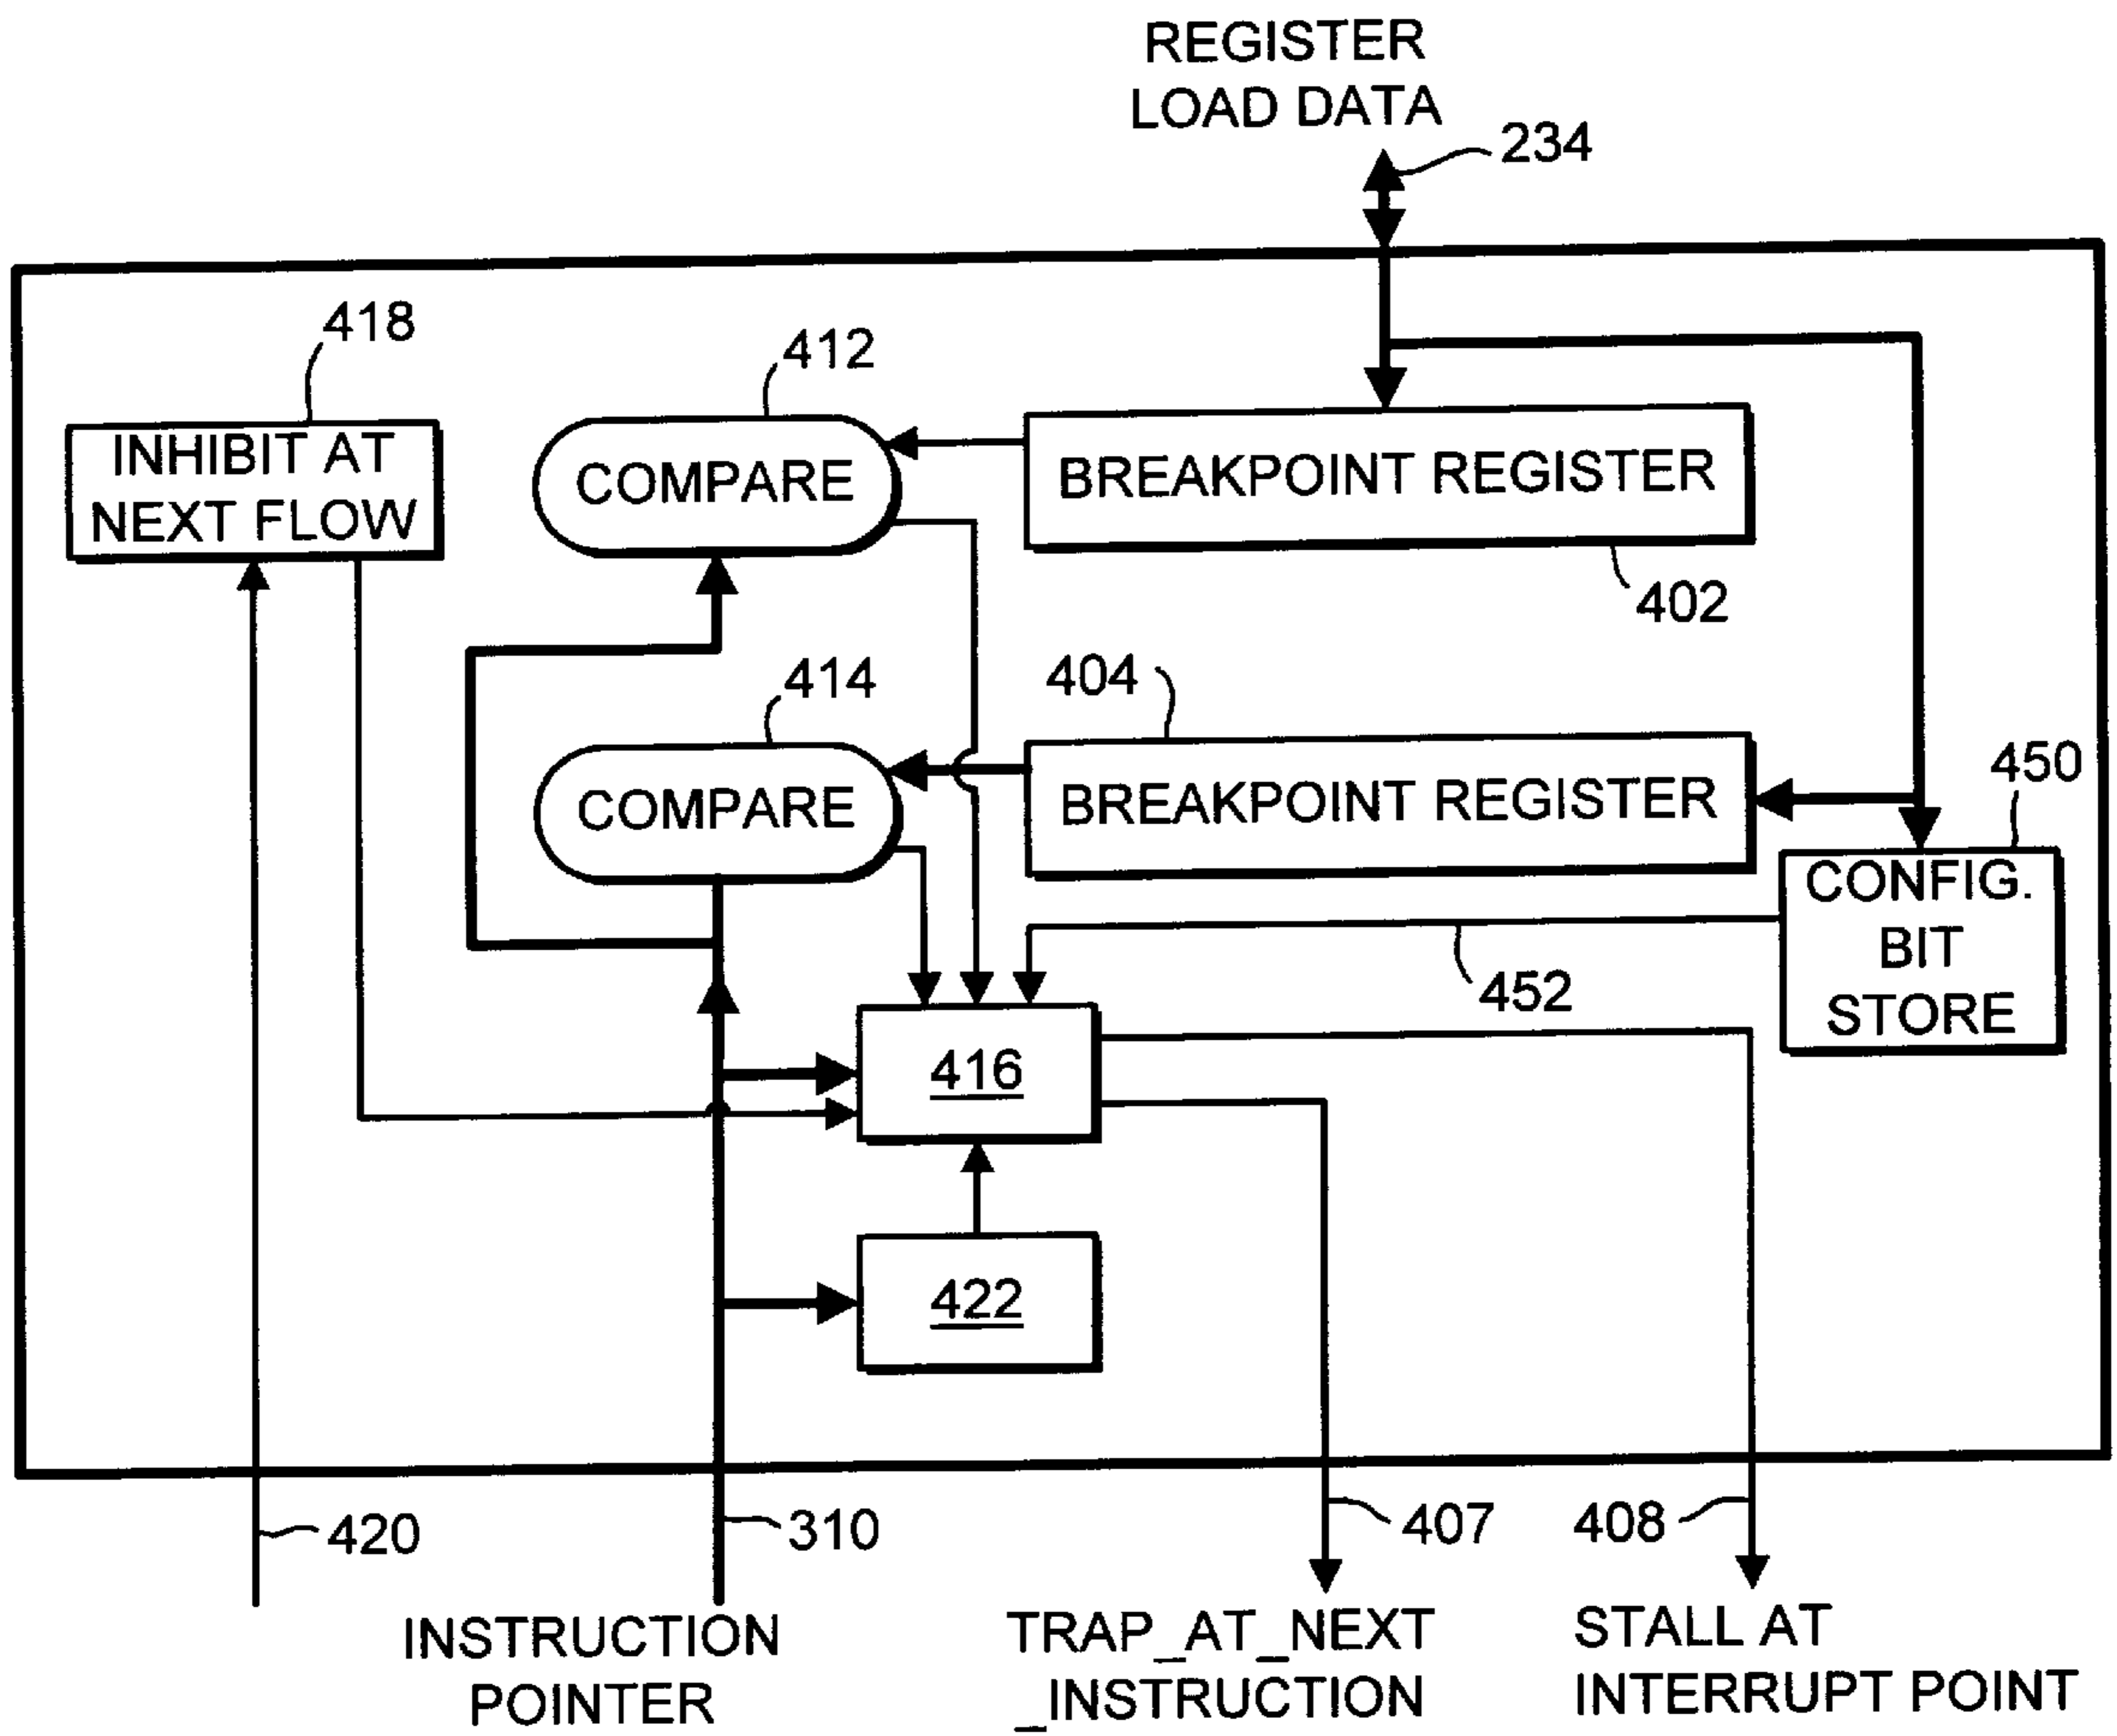 REGISTER
LOAD DATA
234
418
412
INHIBIT AT
NEXT FLOW
COMPARE
BREAKPOINT REGISTER
402
414
404
COMPARE
BREAKPOINT REGISTER
450
CONFIG.
BIT
STORE
452
416
422
420
310
407
408
INSTRUCTION
POINTER
TRAP_AT_NEXT
_INSTRUCTION
STALL AT
INTERRUPT POINT